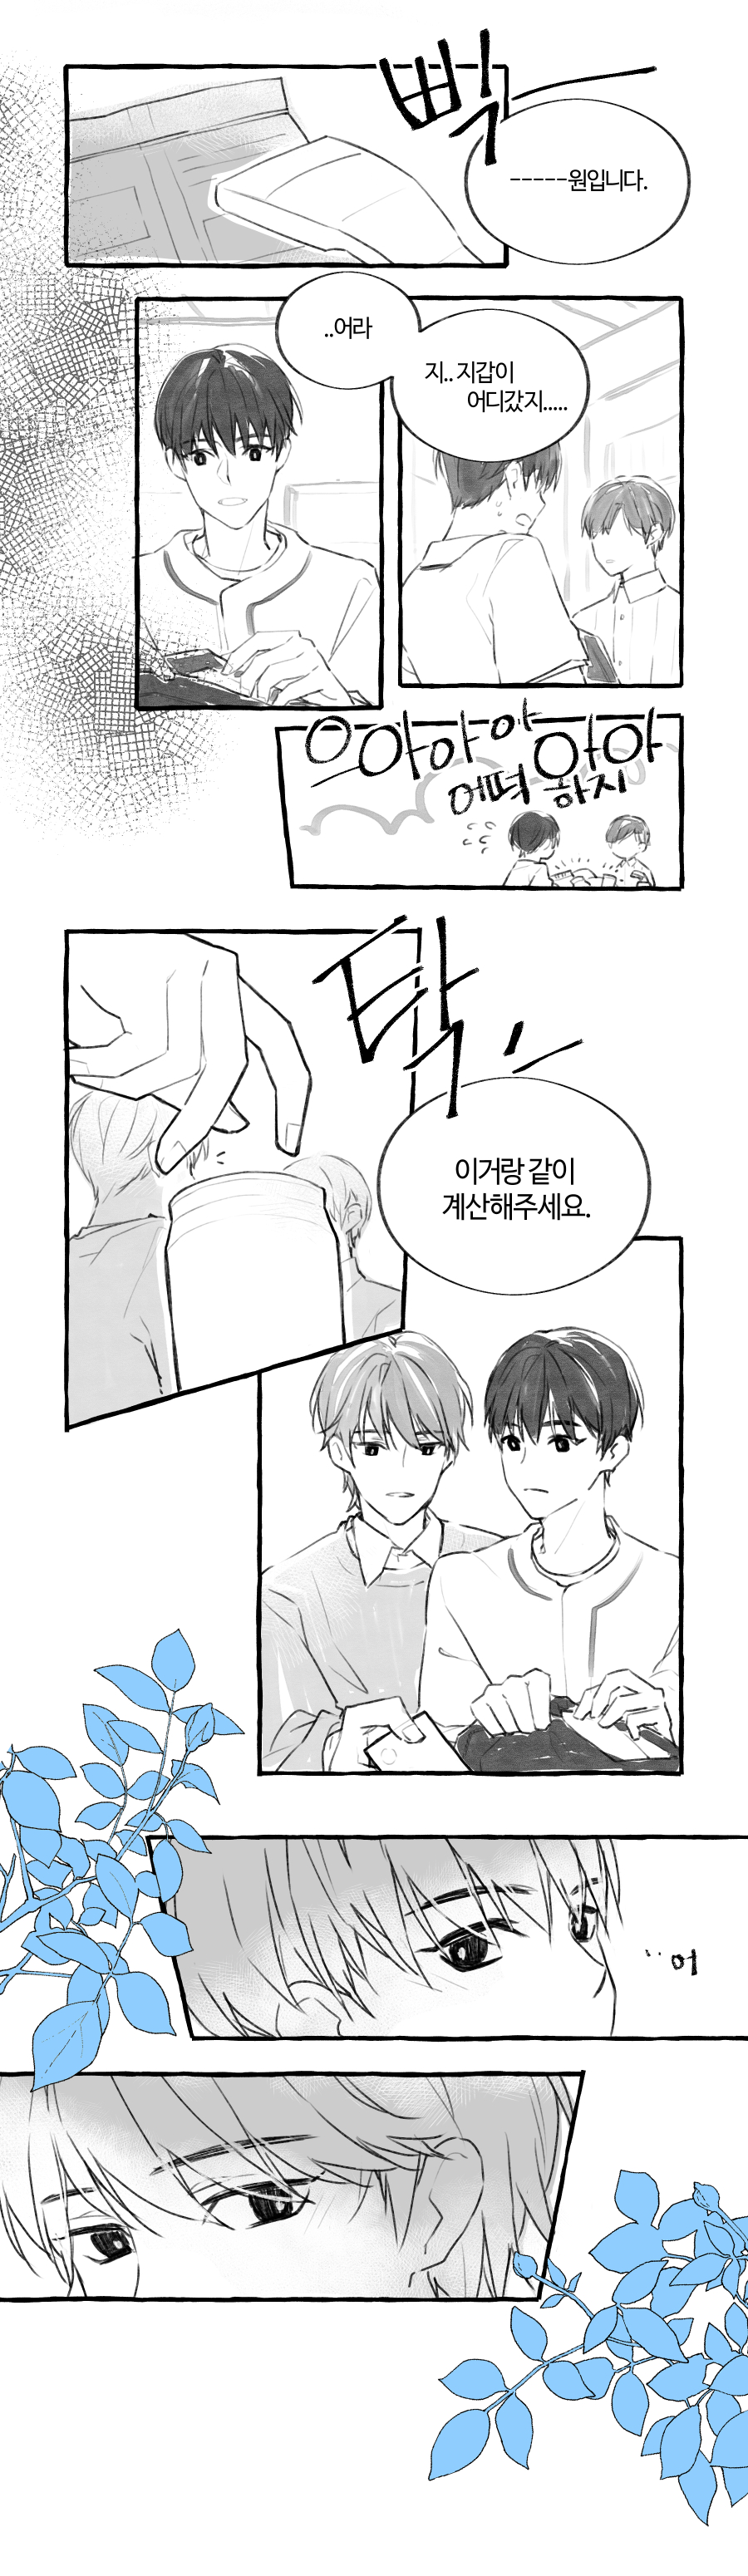 삑
-----원입니다.
..어라
지.. 지갑이
어디갔지.....
으아아아아아
어떡하지
탁
이거랑 같이
계산해주세요.
..어